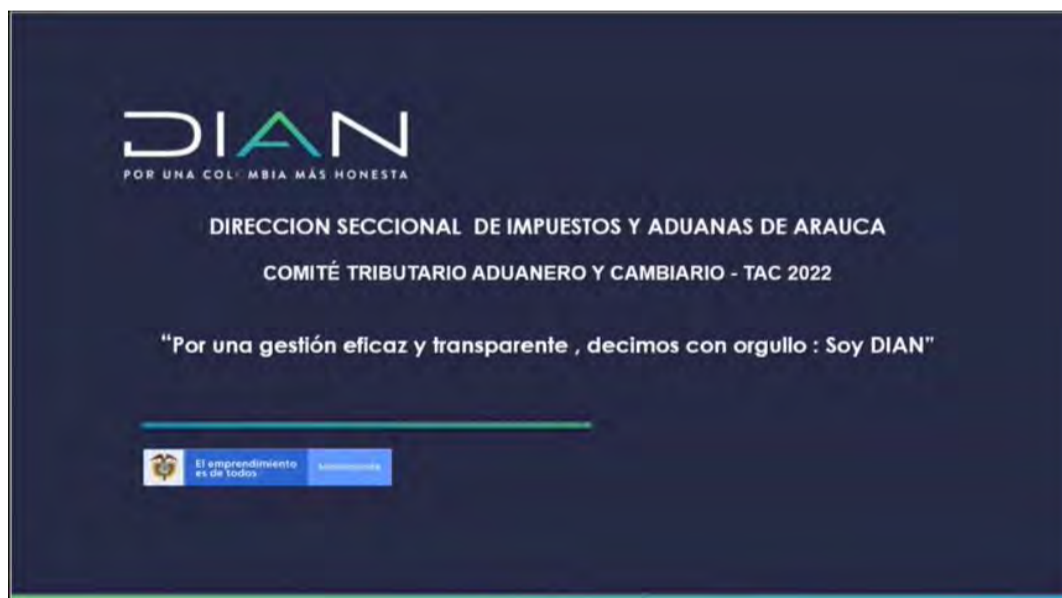 DIAN
POR UNA COLOMBIA MÁS HONESTA
DIRECCION SECCIONAL DE IMPUESTOS Y ADUANAS DE ARAUCA
COMITÉ TRIBUTARIO ADUANERO Y CAMBIARIO - TAC 2022
“Por una gestión eficaz y transparente , decimos con orgullo : Soy DIAN”
El emprendimiento
es de todos